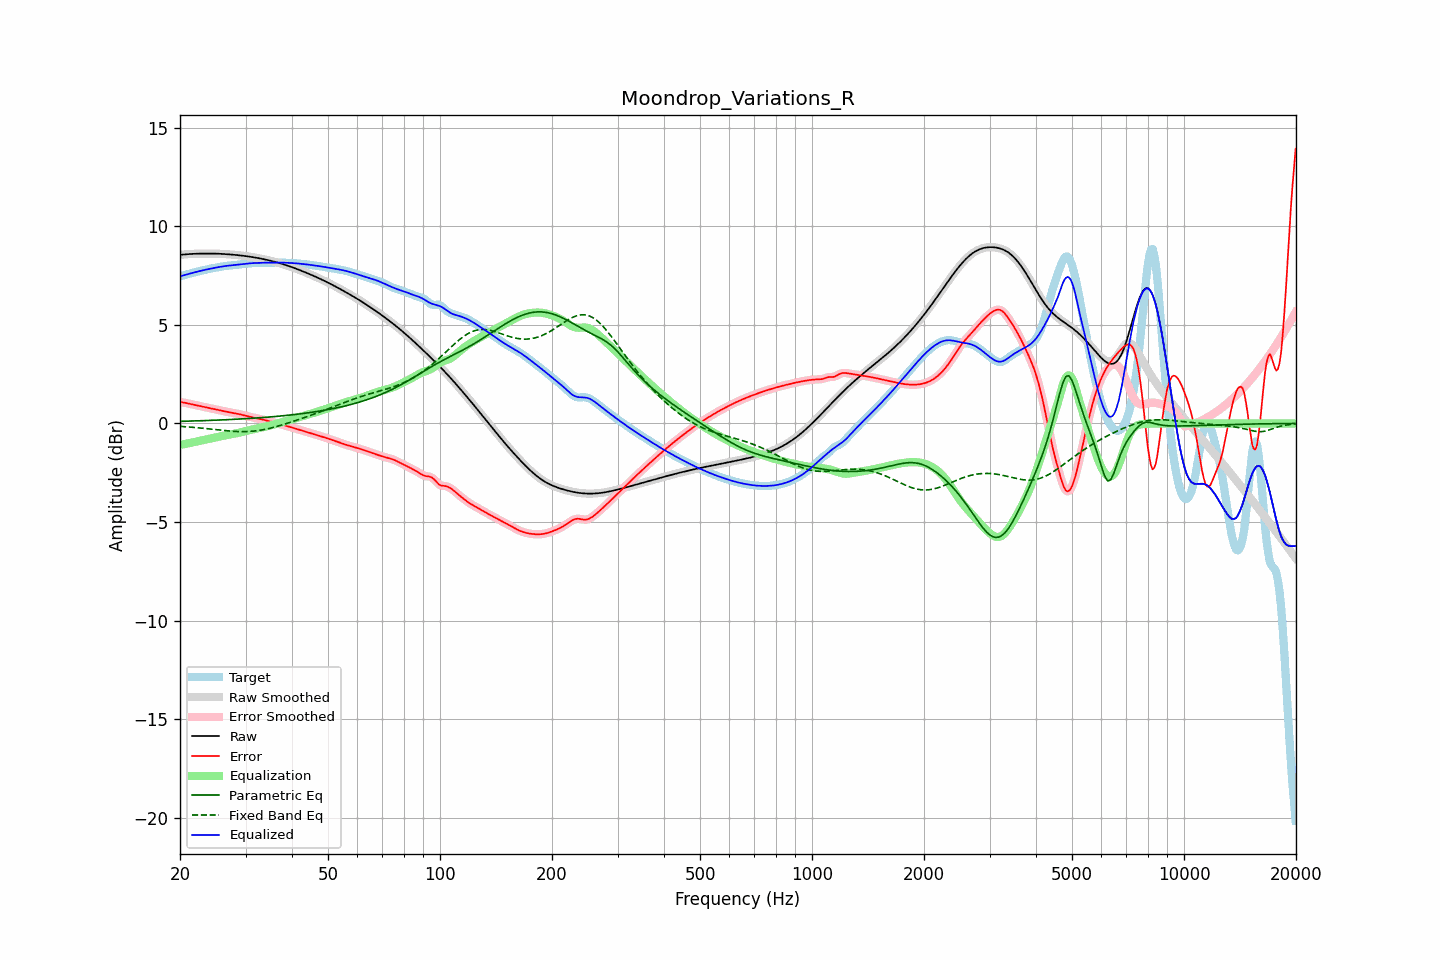 Moondrop_Variations_R
15
10
5
0
−5
−10
−15
−20
Amplitude (dBr)
Target
Raw Smoothed
Error Smoothed
Raw
Error
Equalization
Parametric Eq
Fixed Band Eq
Equalized
20
50
100
200
500
1000
2000
5000
10000
20000
Frequency (Hz)